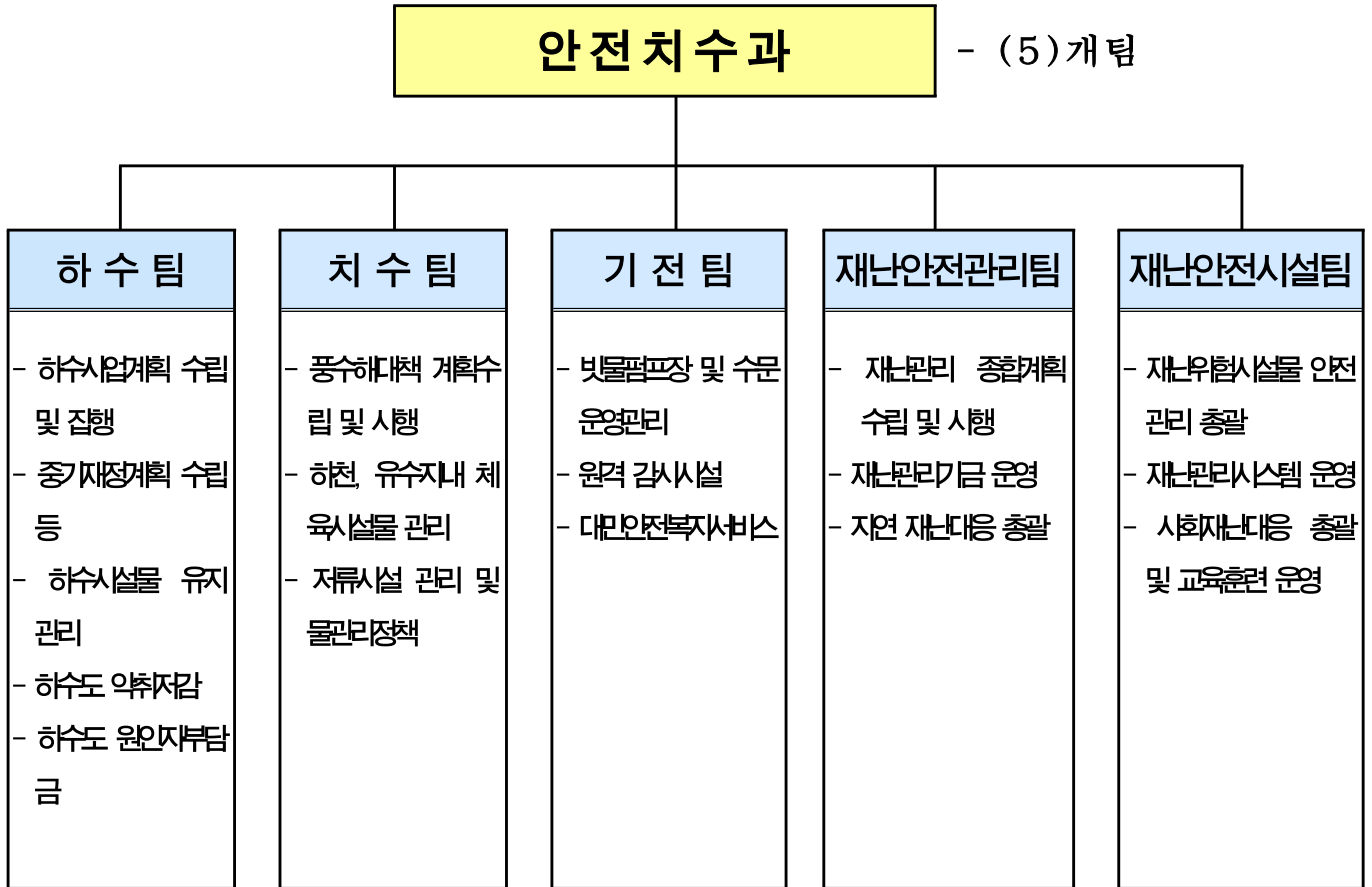 안전치수과
- (5)개팀
하 수 팀
- 하수사업계획 수립
및 집행
- 중기재정계획 수립
등
- 하수시설물 유지
관리
- 하수도 악취저감
- 하수도 원인자부담
금
치 수 팀
- 풍수해대책 계획수
립 및 시행
- 하천, 유수지내 체
육시설물 관리
- 저류시설 관리 및
물관리정책
기 전 팀
- 빗물펌프장 및 수문
운영관리
- 원격 감시시설
- 대민안전복지서비스
재난안전관리팀
- 재난관리 종합계획
수립 및 시행
- 재난관리기금 운영
- 자연 재난대응 총괄
재난안전시설팀
- 재난위험시설물 안전
관리 총괄
- 재난관리시스템 운영
- 사회재난대응 총괄
및 교육훈련 운영